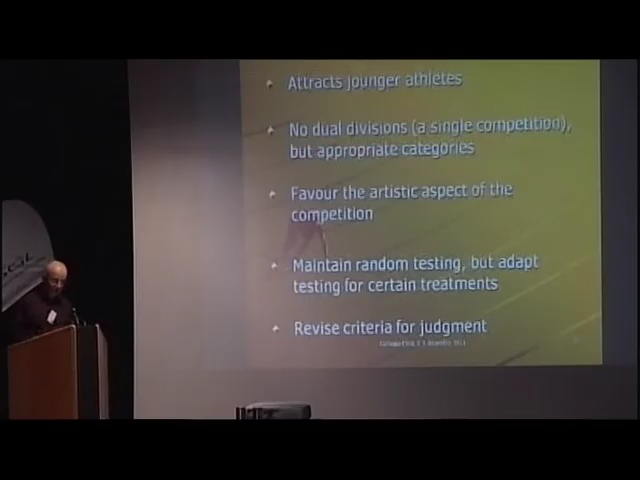 Attracts jounger athletes
No dual divisions (a single competition),
but appropriate categories
Favour the artistic aspect of the
competition
Maintain random testing, but adapt
testing for certain treatments
Revise criteria for judgment